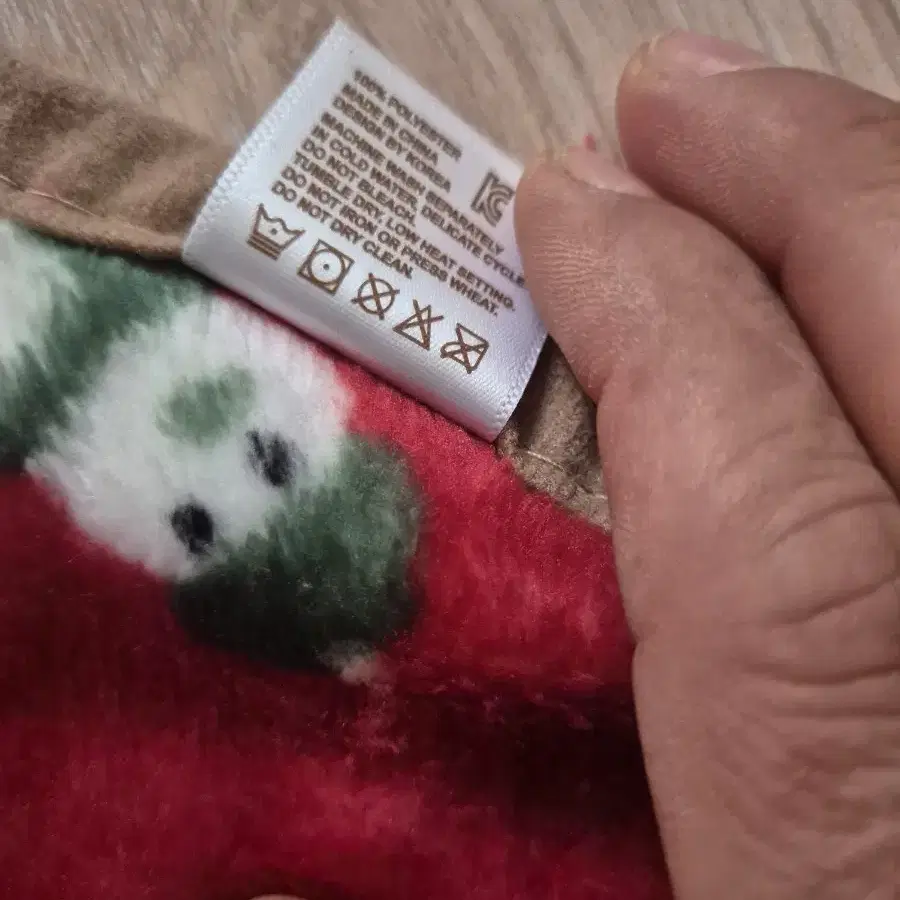 100% POLYESTER
MADE IN CHINA
DESIGN BY KOREA
MACHINE WASH SEPARATELY
IN COLD WATER, DELICATE CYCLE
DO NOT BLEACH.
TUMBLE DRY, LOW HEAT SETTING.
DO NOT IRON OR PRESS WHEAT.
DO NOT DRY CLEAN.